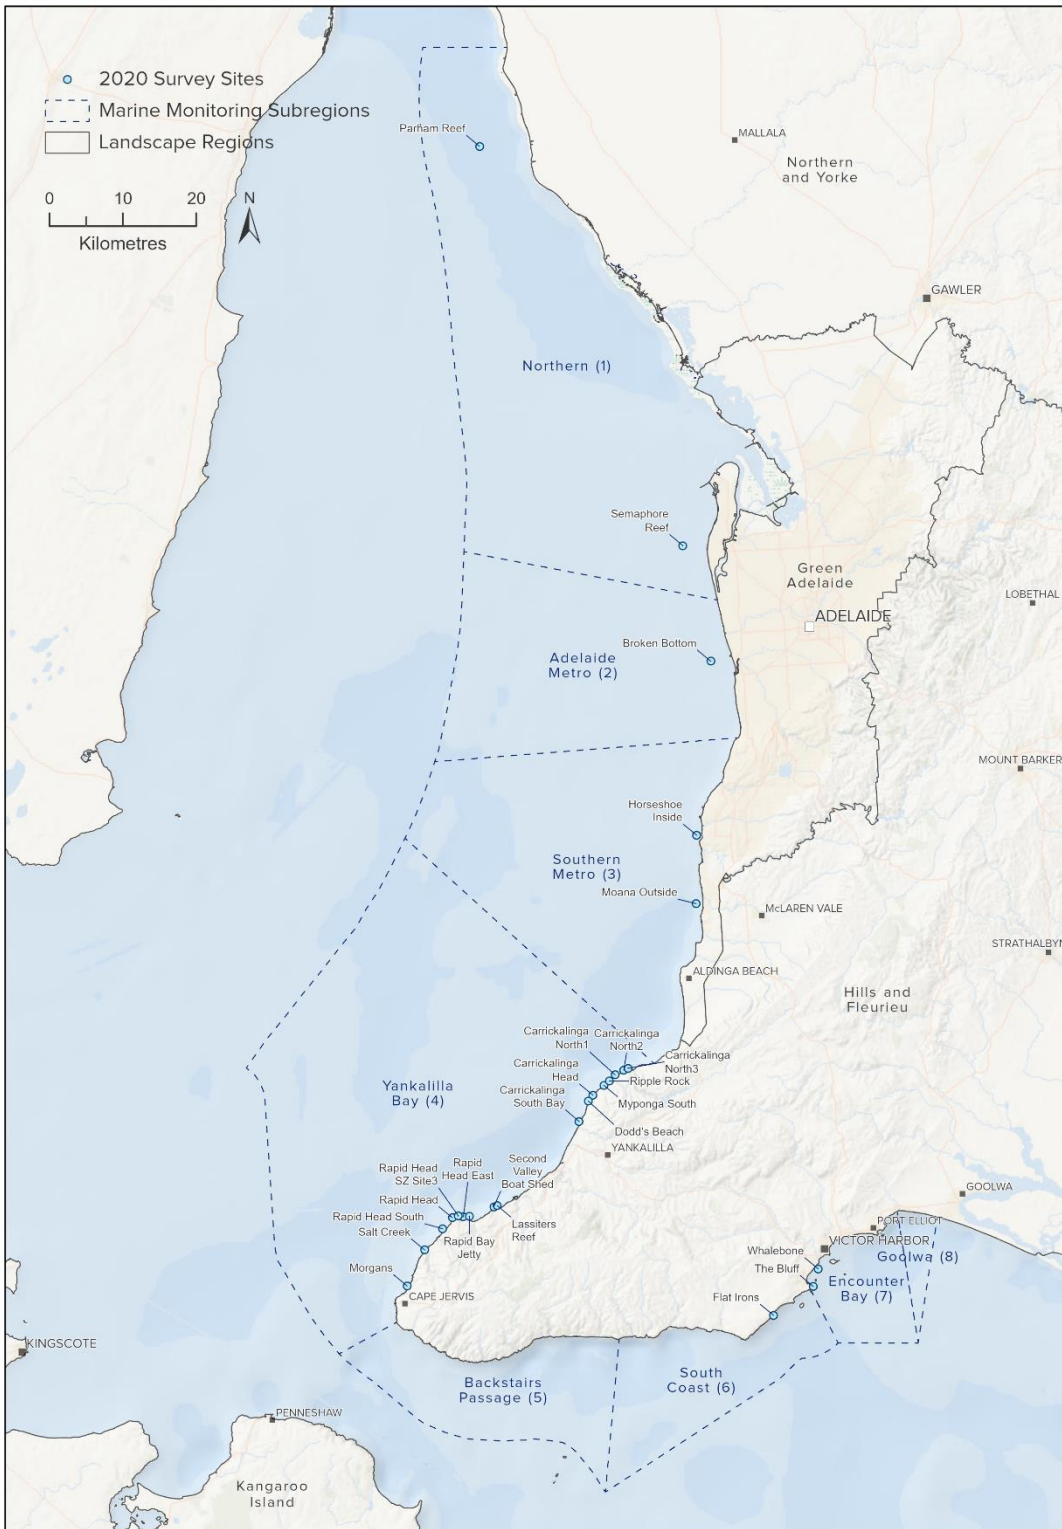 2020 Survey Sites
Marine Monitoring Subregions
Landscape Regions
0 10 20
N
Kilometres
Parham Reef
MALLALA
Northern
and Yorke
GAWLER
Northern (1)
Semaphore
Reef
Green
Adelaide
LOBETHAL
ADELAIDE
Broken Bottom
Adelaide
Metro (2)
MOUNT BARKER
Horseshoe
Inside
Southern
Metro (3)
Moana Outside
McLAREN VALE
STRATHALBYN
ALDINGA BEACH
Hills and
Fleurieu
Carrickalinga
North1
Carrickalinga
North2
Carrickalinga
North3
Carrickalinga
Head
Ripple Rock
Yankalilla
Bay (4)
Carrickalinga
South Bay
Myponga South
Dodd's Beach
YANKALILLA
Second
Valley
Boat Shed
Rapid
Head East
Rapid Head
SZ Site3
Rapid Head
Rapid Head South
Salt Creek
Rapid Bay
Jetty
Lassiters
Reef
GOOLWA
PORT ELLIOT
VICTOR HARBOR
Goolwa (8)
Whalebone
The Bluff
Encounter
Bay (7)
Morgans
CAPE JERVIS
Flat Irons
KINGSCOTE
Backstairs
Passage (5)
South
Coast (6)
PENNESHAW
Kangaroo
Island